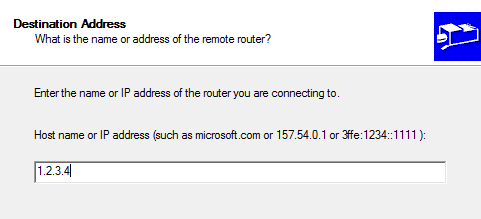 Destination Address
What is the name or address of the remote router?
Enter the name or IP address of the router you are connecting to.
Host name or IP address (such as microsoft.com or 157.54.0.1 or 3ffe:1234::1111 ):
1.2.3.4